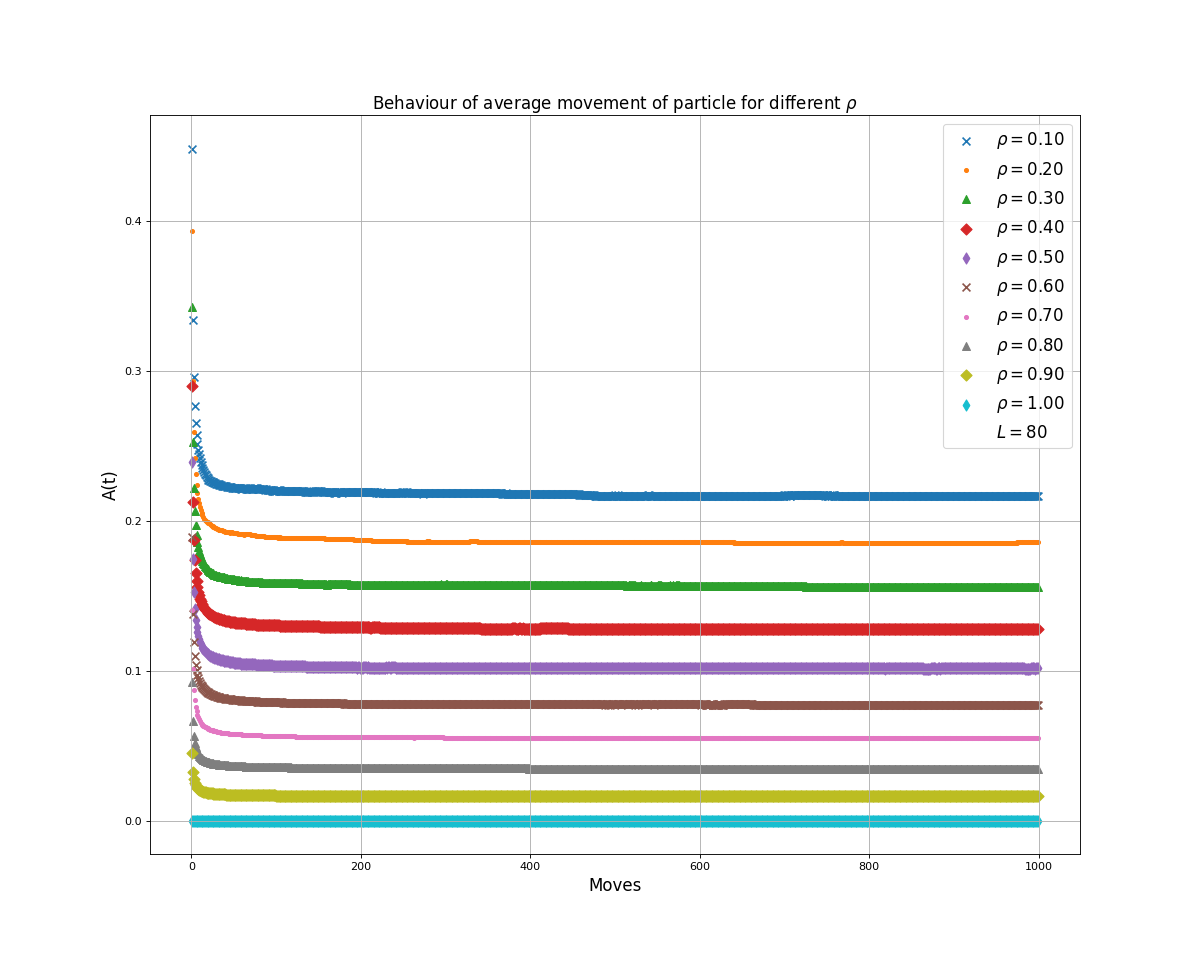 Behaviour of average movement of particle for different ρ
A(t)
0.4
0.3
0.2
0.1
0.0
0 200 400 600 800 1000
Moves
ρ = 0.10
ρ = 0.20
ρ = 0.30
ρ = 0.40
ρ = 0.50
ρ = 0.60
ρ = 0.70
ρ = 0.80
ρ = 0.90
ρ = 1.00
L = 80